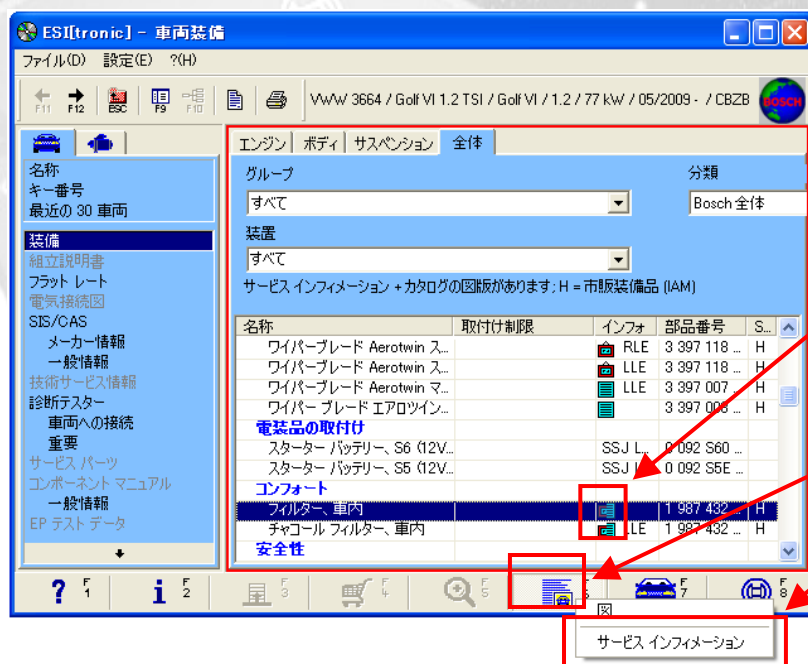 ESI[tronic] - 車両装備
ファイル(D) 設定(E) ?(H)
F11 F12 ESC F9 F10 VWW 3664 / Golf VI 1.2 TSI / Golf VI / 1.2 / 77 kW / 05/2009 - / CBZB BOSCH
名称
キー番号
最近の 30 車両
装備
組立説明書
フラット レート
電気接続図
SIS/CAS
メーカー情報
一般情報
技術サービス情報
診断テスター
車両への接続
重要
サービス パーツ
コンポーネント マニュアル
一般情報
EP テスト データ
エンジン ボディ サスペンション 全体
グループ 分類
すべて Bosch 全体
装置
すべて
サービス インフィメーション + カタログの図版があります; H = 市販装備品 (IAM)
名称 取付け制限 インフォ 部品番号 S...
ワイパーブレード Aerotwin ス... RLE 3 397 118 ... H
ワイパーブレード Aerotwin ス... LLE 3 397 118 ... H
ワイパーブレード Aerotwin マ... LLE 3 397 007 ... H
ワイパー ブレード エアロツイン... 3 397 008 ... H
電装品の取付け
スターター バッテリー、S6 (12V... SSJ L... 0 092 S60 ...
スターター バッテリー、S5 (12V... SSJ 0 092 S5E ...
コンフォート
フィルター、車内 1 987 432 ... H
チャコール フィルター、車内 LLE 1 987 432 ... H
安全性
? F1 i F2 F3 F4 F5 F7 F8
図
サービス インフィメーション